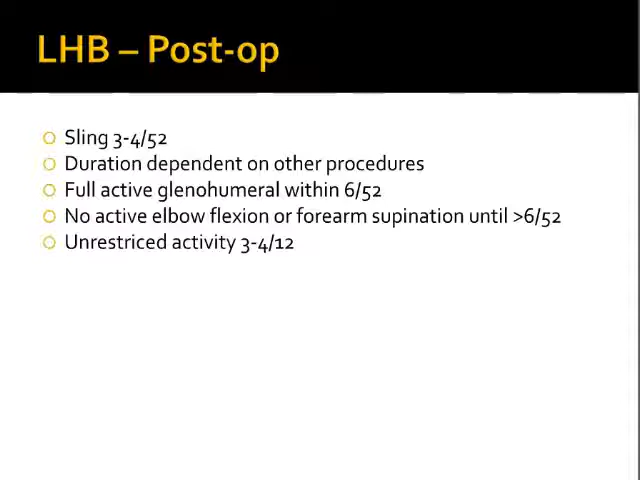 LHB – Post-op
Sling 3-4/52
Duration dependent on other procedures
Full active glenohumeral within 6/52
No active elbow flexion or forearm supination until >6/52
Unrestriced activity 3-4/12